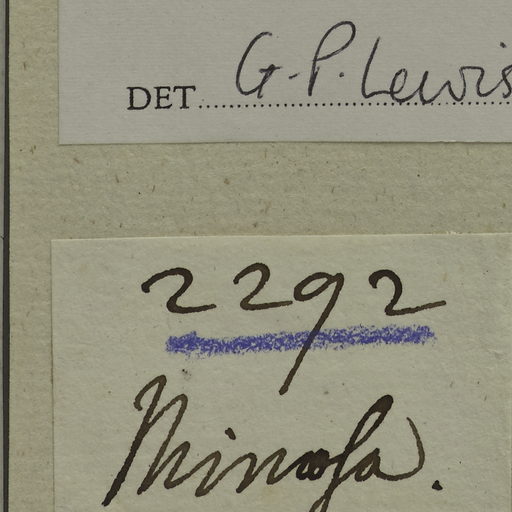 DET. G. P. Lewis
2292
Mimosa.